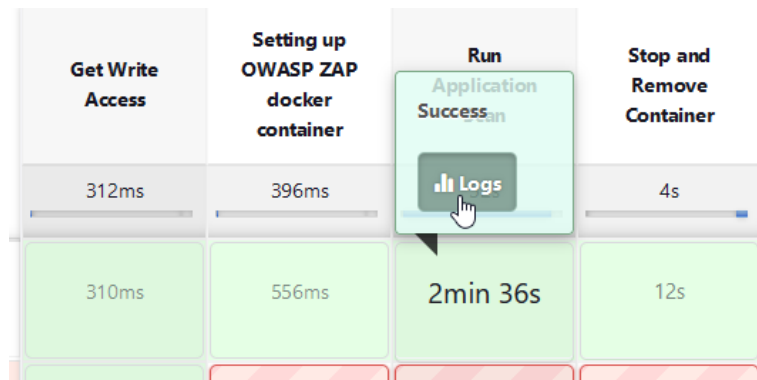 Get Write
Access
Setting up
OWASP ZAP
docker
container
Run
Application
Scan
Stop and
Remove
Container
Success
Logs
312ms
396ms
4s
310ms
556ms
2min 36s
12s